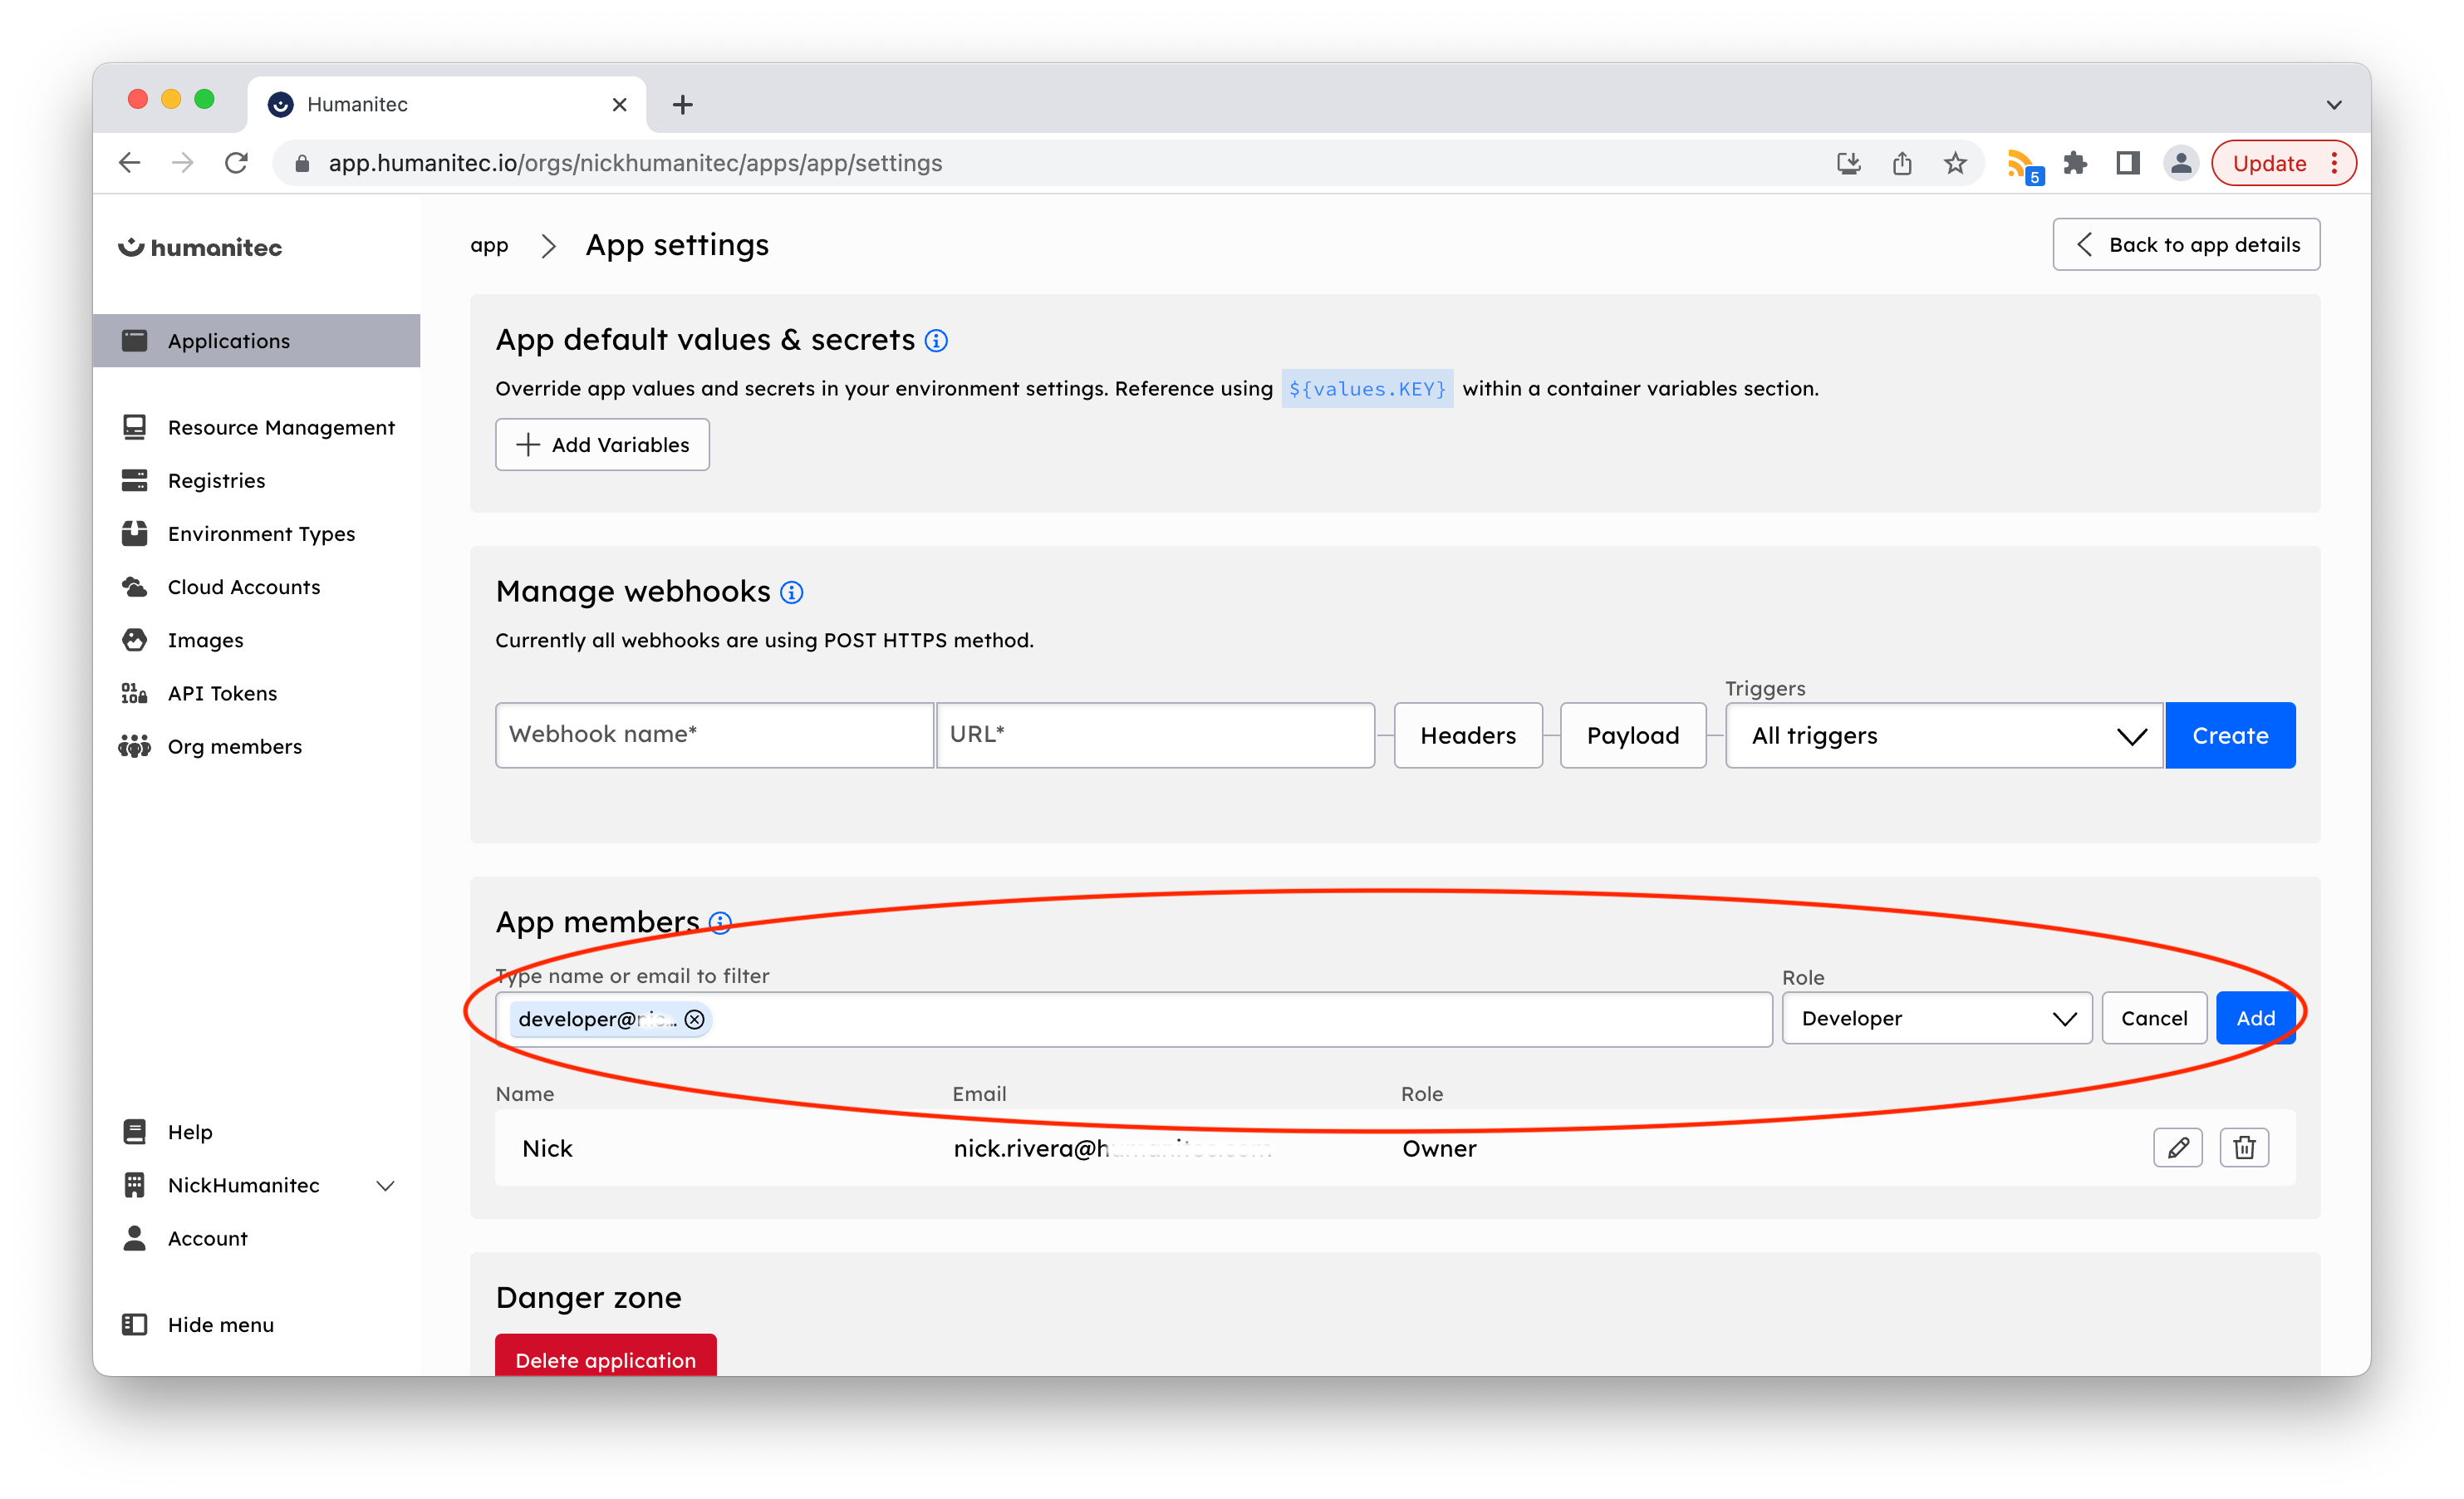 Humanitec
app.humanitec.io/orgs/nickhumanitec/apps/app/settings
5
Update
humanitec
Applications
Resource Management
Registries
Environment Types
Cloud Accounts
Images
API Tokens
Org members
Help
NickHumanitec
Account
Hide menu
app > App settings
Back to app details
App default values & secrets
Override app values and secrets in your environment settings. Reference using ${values.KEY} within a container variables section.
Add Variables
Manage webhooks
Currently all webhooks are using POST HTTPS method.
Triggers
Webhook name* URL* Headers Payload All triggers Create
App members
Type name or email to filter Role
developer@nic... Developer Cancel Add
Name Email Role
Nick nick.rivera@humanitec.com Owner
Danger zone
Delete application